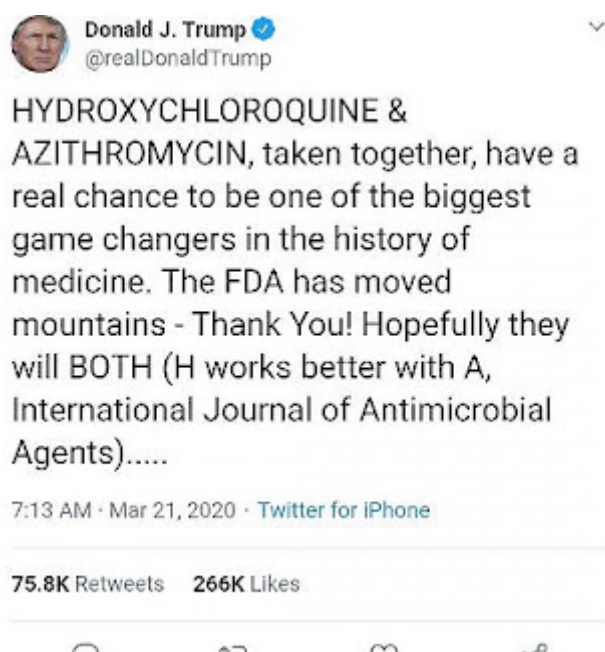 Donald J. Trump
@realDonaldTrump
HYDROXYCHLOROQUINE &
AZITHROMYCIN, taken together, have a
real chance to be one of the biggest
game changers in the history of
medicine. The FDA has moved
mountains - Thank You! Hopefully they
will BOTH (H works better with A,
International Journal of Antimicrobial
Agents).....
7:13 AM · Mar 21, 2020 · Twitter for iPhone
75.8K Retweets 266K Likes